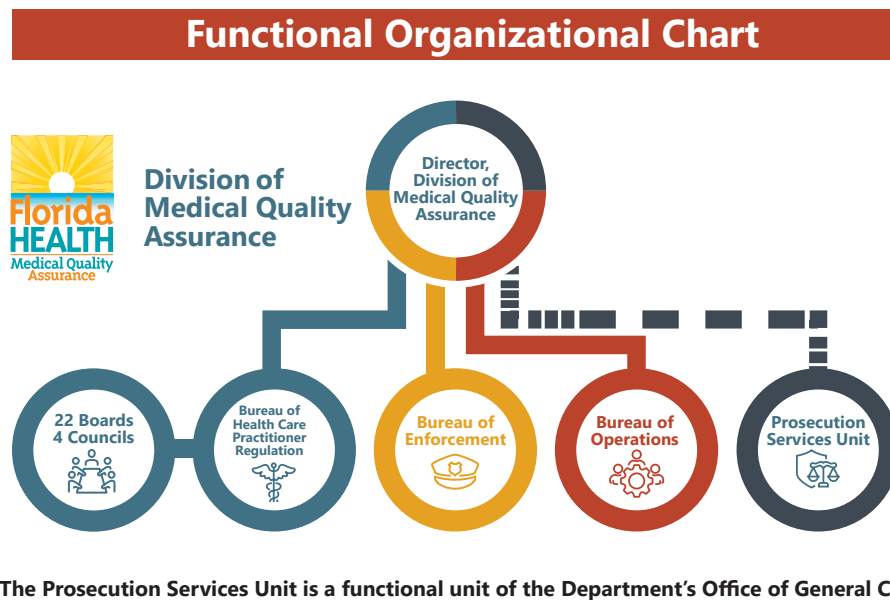 Functional Organizational Chart
Florida
HEALTH
Medical Quality
Assurance
Division of
Medical Quality
Assurance
Director,
Division of
Medical Quality
Assurance
22 Boards
4 Councils
Bureau of
Health Care
Practitioner
Regulation
Bureau of
Enforcement
Bureau of
Operations
Prosecution
Services Unit
The Prosecution Services Unit is a functional unit of the Department’s Office of General C